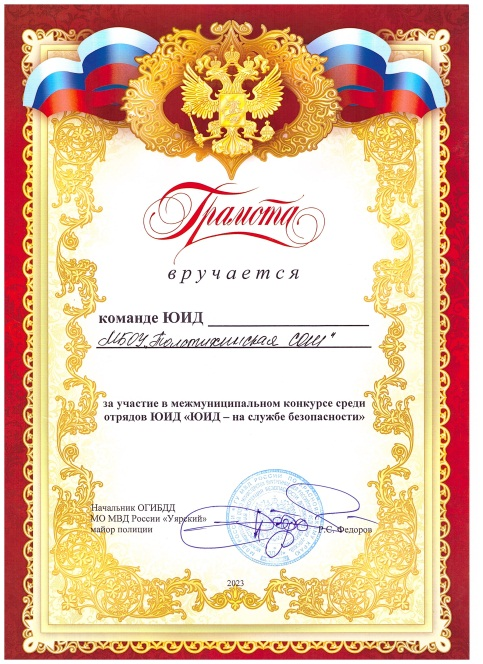 Грамота
вручается
команде ЮИД
МБОУ „Толстихинская СОШ"
за участие в межмуниципальном конкурсе среди
отрядов ЮИД «ЮИД – на службе безопасности»
Начальник ОГИБДД
МО МВД России «Уярский»
майор полиции
Р.С. Федоров
2023